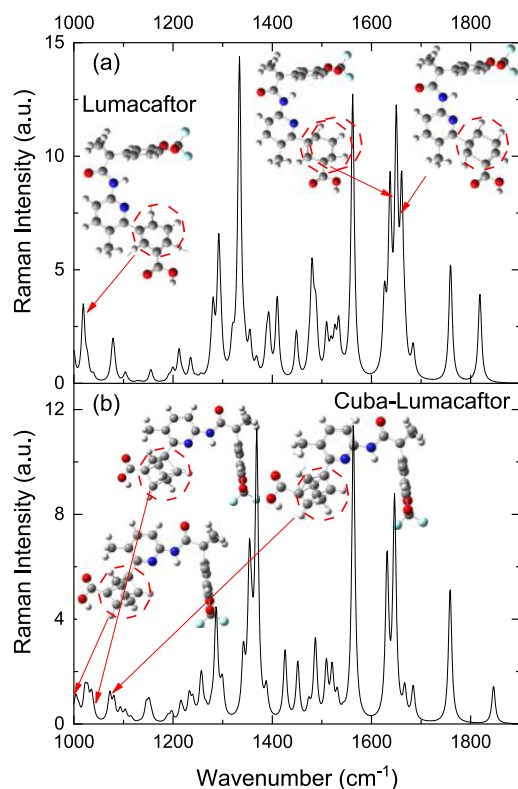 1000 1200 1400 1600 1800
15
(a)
Lumacaftor
10
5
0
Raman Intensity (a.u.)
(b)
Cuba-Lumacaftor
12
8
4
0
Raman Intensity (a.u.)
1000 1200 1400 1600 1800
Wavenumber (cm⁻¹)